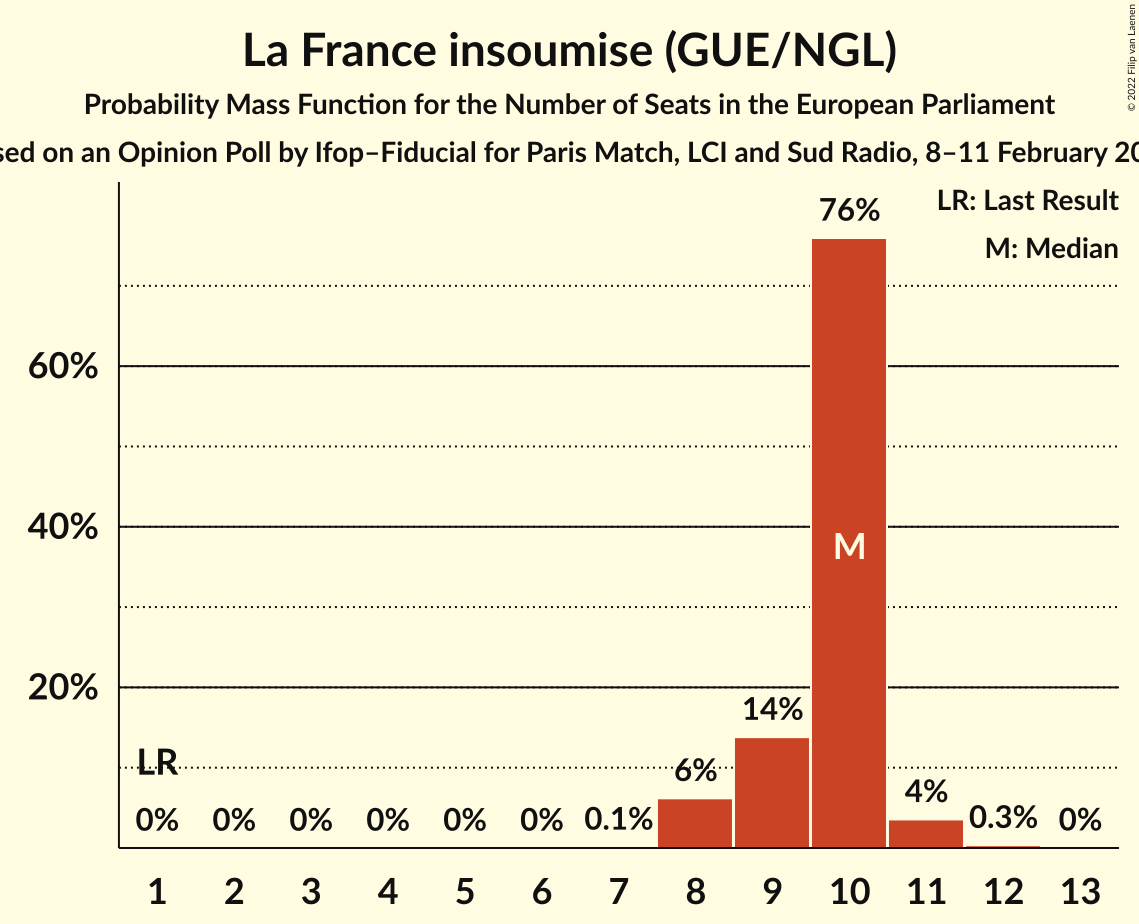 La France insoumise (GUE/NGL)
Probability Mass Function for the Number of Seats in the European Parliament
on an Opinion Poll by Ifop–Fiducial for Paris Match, LCI and Sud Radio, 8–11 February
© 2022 Filip van Laenen
LR: Last Result
M: Median
76%
60%
40%
M
20%
14%
LR
6%
4%
0% 0% 0% 0% 0% 0% 0.1% 0.3% 0%
1 2 3 4 5 6 7 8 9 10 11 12 13